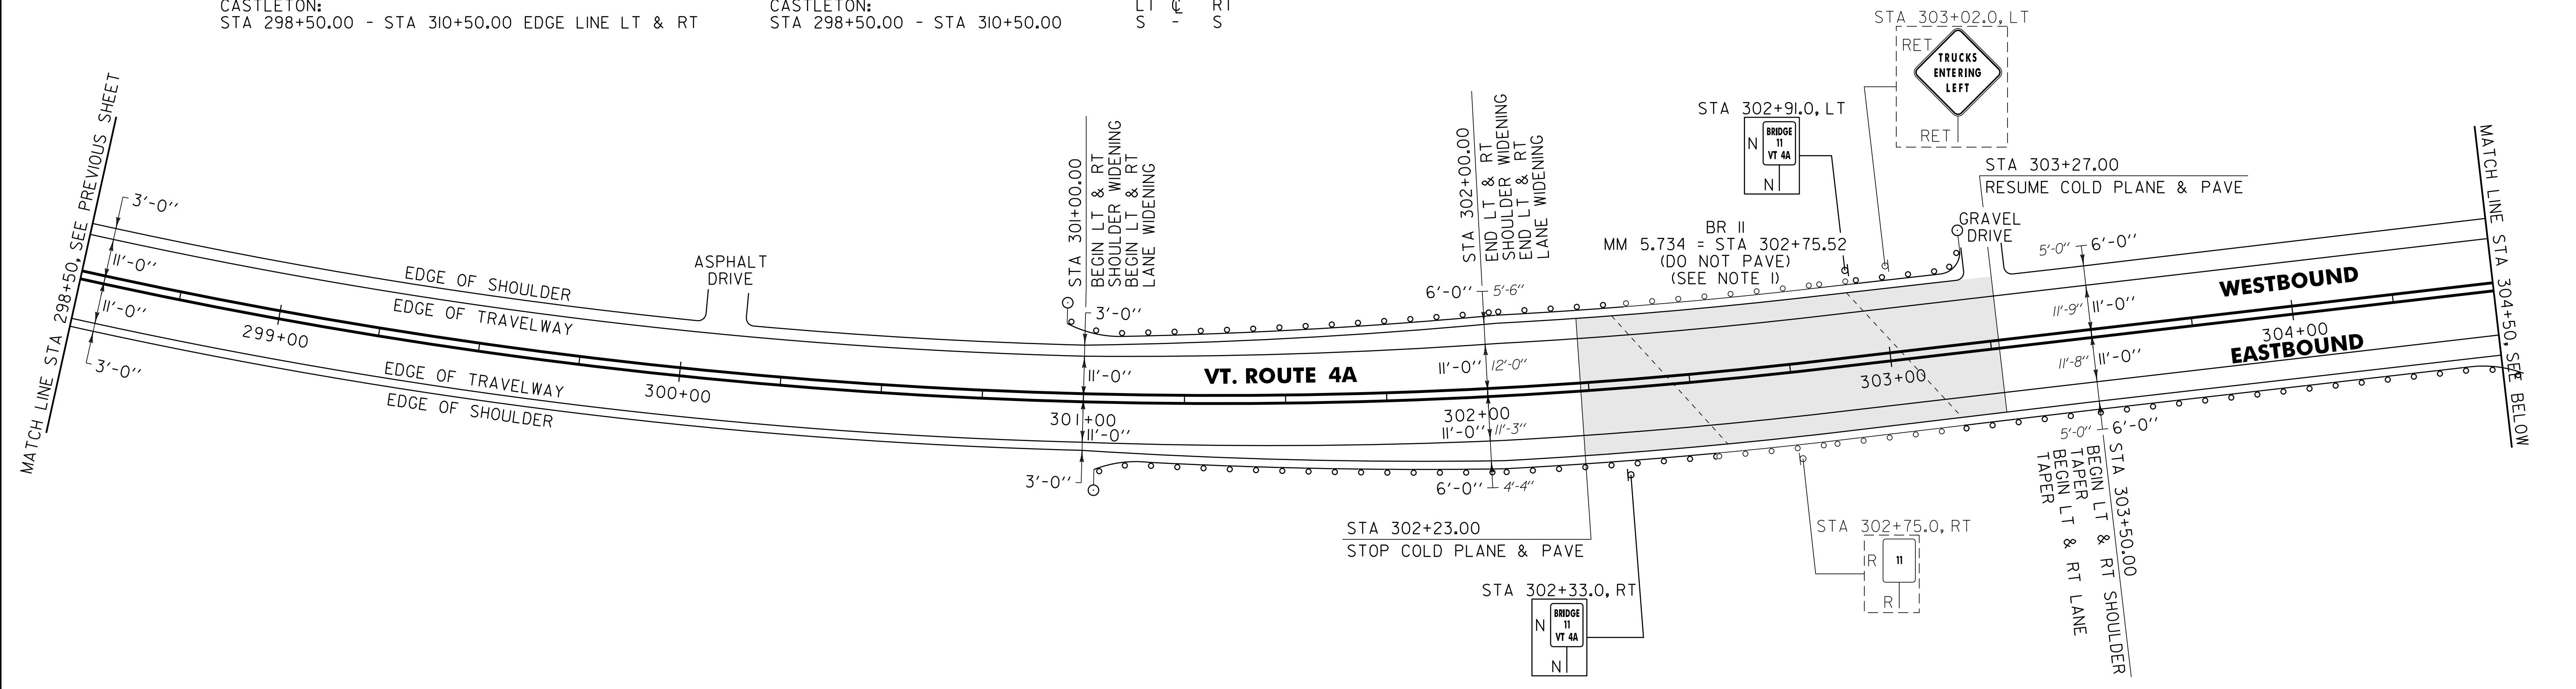 CASTLETON:
STA 298+50.00 - STA 310+50.00 EDGE LINE LT & RT
CASTLETON:
STA 298+50.00 - STA 310+50.00
LT ℄ RT
S - S
MATCH LINE STA 298+50, SEE PREVIOUS SHEET
3'-0''
11'-0''
11'-0''
3'-0''
299+00
EDGE OF SHOULDER
EDGE OF TRAVELWAY
EDGE OF TRAVELWAY
EDGE OF SHOULDER
ASPHALT
DRIVE
300+00
STA 301+00.00
BEGIN LT & RT
SHOULDER WIDENING
BEGIN LT & RT
LANE WIDENING
3'-0''
11'-0''
301+00
11'-0''
3'-0''
VT. ROUTE 4A
STA 302+00.00
END LT & RT
SHOULDER WIDENING
END LT & RT
LANE WIDENING
6'-0'' 5'-6''
11'-0'' 12'-0''
302+00
11'-0'' 11'-3''
6'-0'' 4'-4''
STA 302+23.00
STOP COLD PLANE & PAVE
STA 302+33.0, RT
N
BRIDGE
11
VT 4A
N
BR 11
MM 5.734 = STA 302+75.52
(DO NOT PAVE)
(SEE NOTE 1)
STA 302+91.0, LT
N
BRIDGE
11
VT 4A
N
STA 303+02.0, LT
RET
TRUCKS
ENTERING
LEFT
RET
STA 303+27.00
RESUME COLD PLANE & PAVE
GRAVEL
DRIVE
303+00
STA 302+75.0, RT
R
11
R
5'-0'' 6'-0''
11'-9'' 11'-0''
11'-8'' 11'-0''
5'-0'' 6'-0''
STA 303+50.00
BEGIN LT & RT SHOULDER
TAPER
BEGIN LT & RT LANE
TAPER
WESTBOUND
304+00
EASTBOUND
MATCH LINE STA 304+50, SEE BELOW